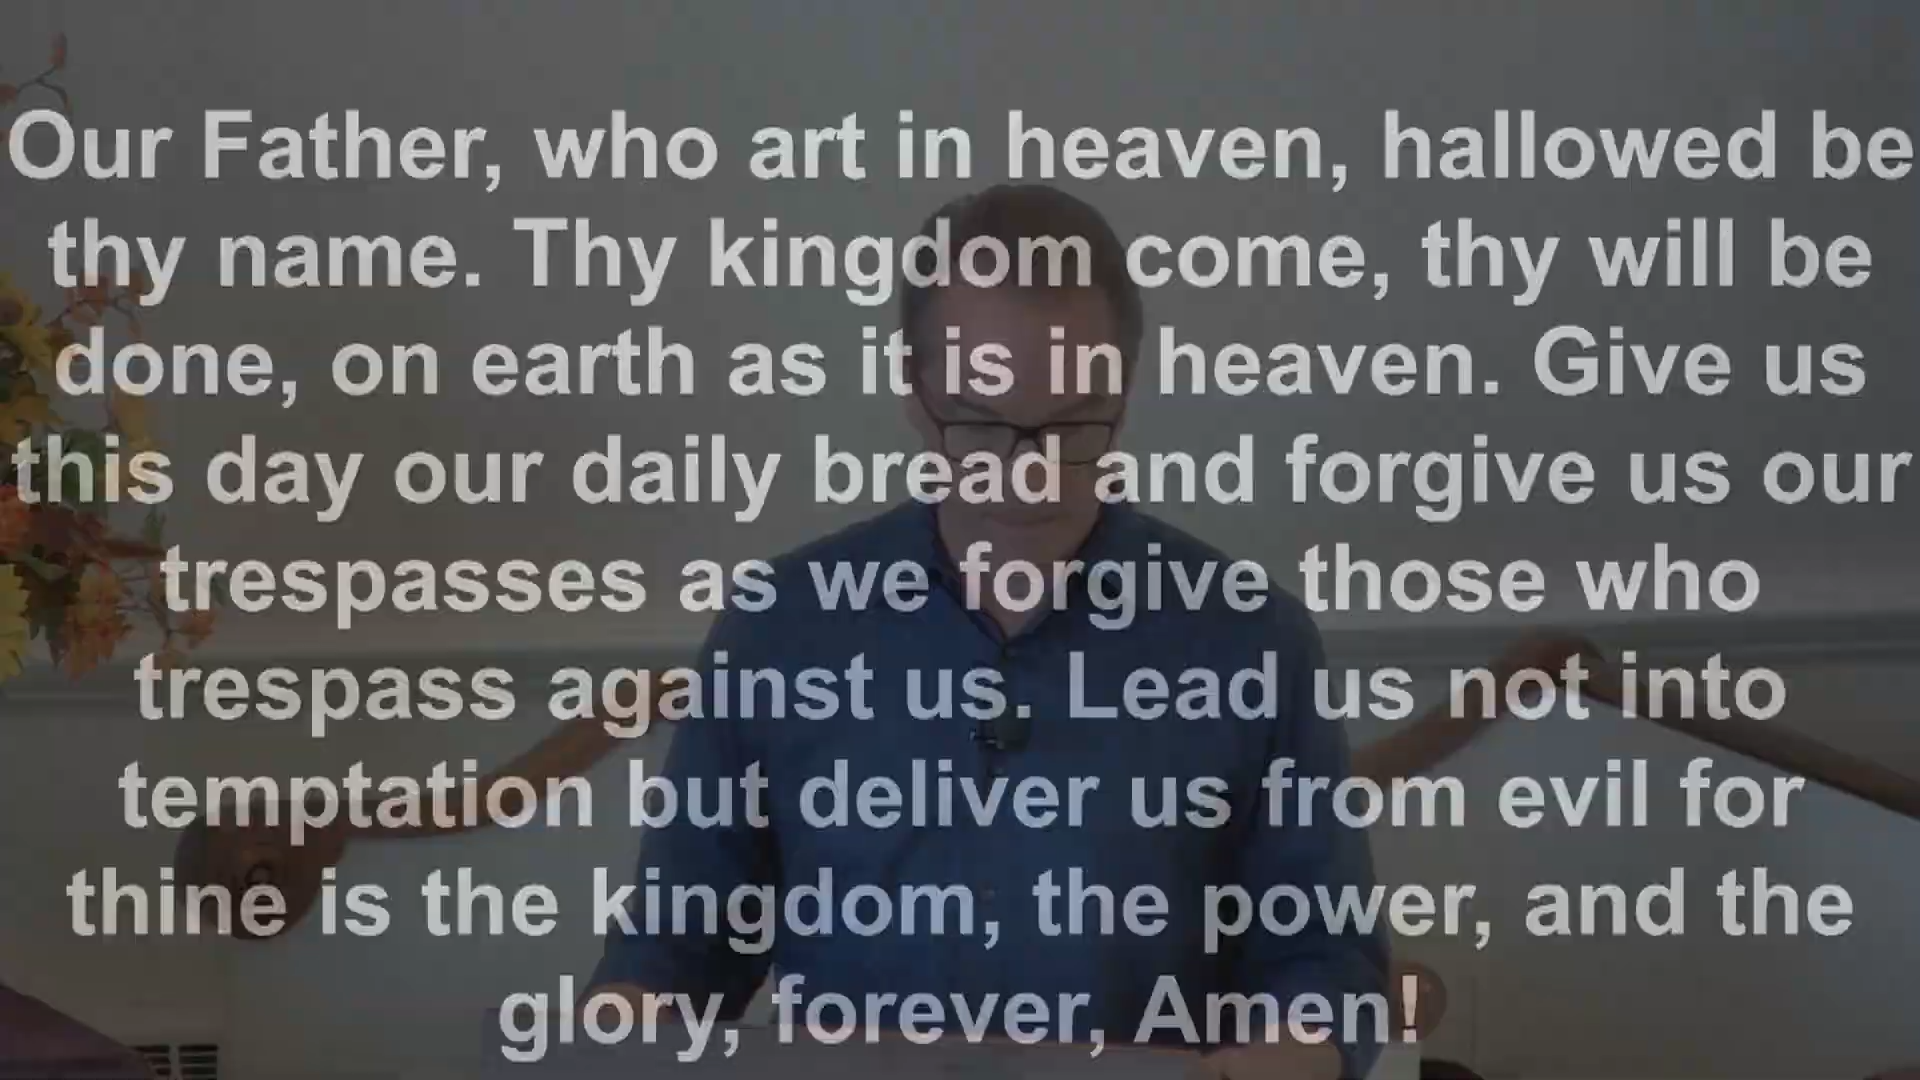 Our Father, who art in heaven, hallowed be
thy name. Thy kingdom come, thy will be
done, on earth as it is in heaven. Give us
this day our daily bread and forgive us our
trespasses as we forgive those who
trespass against us. Lead us not into
temptation but deliver us from evil for
thine is the kingdom, the power, and the
glory, forever, Amen!